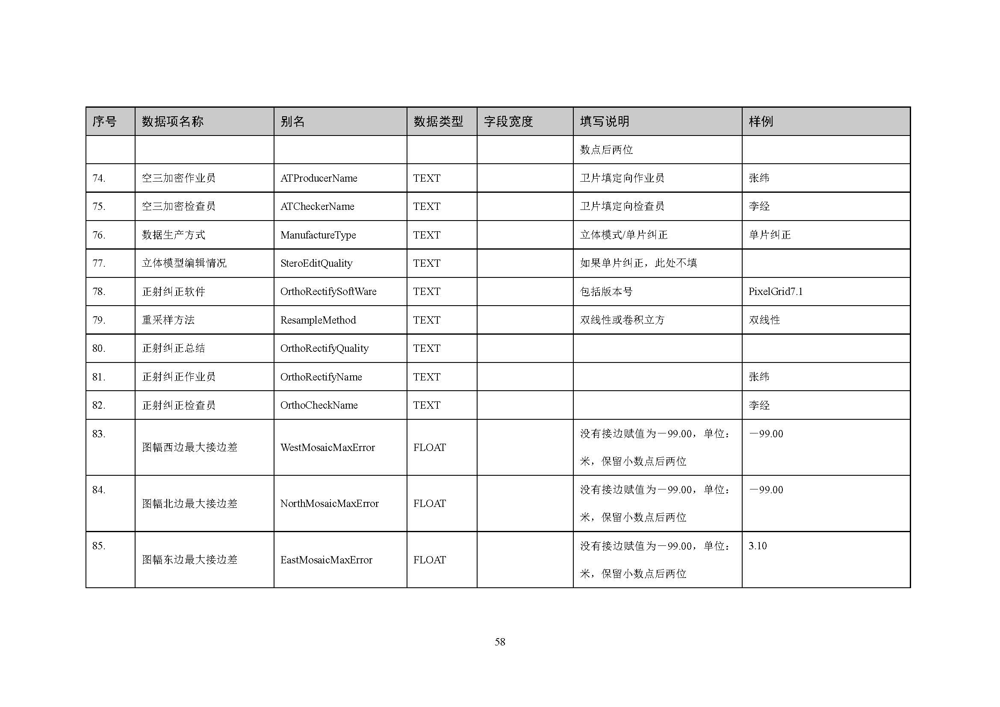 序号 数据项名称 别名 数据类型 字段宽度 填写说明 样例
数点后两位
74. 空三加密作业员 ATProducerName TEXT 卫片填定向作业员 张纬
75. 空三加密检查员 ATCheckerName TEXT 卫片填定向检查员 李经
76. 数据生产方式 ManufactureType TEXT 立体模式/单片纠正 单片纠正
77. 立体模型编辑情况 SteroEditQuality TEXT 如果单片纠正，此处不填
78. 正射纠正软件 OrthoRectifySoftWare TEXT 包括版本号 PixelGrid7.1
79. 重采样方法 ResampleMethod TEXT 双线性或卷积立方 双线性
80. 正射纠正总结 OrthoRectifyQuality TEXT
81. 正射纠正作业员 OrthoRectifyName TEXT 张纬
82. 正射纠正检查员 OrthoCheckName TEXT 李经
83. 图幅西边最大接边差 WestMosaicMaxError FLOAT 没有接边赋值为－99.00，单位： －99.00
米，保留小数点后两位
84. 图幅北边最大接边差 NorthMosaicMaxError FLOAT 没有接边赋值为－99.00，单位： －99.00
米，保留小数点后两位
85. 图幅东边最大接边差 EastMosaicMaxError FLOAT 没有接边赋值为－99.00，单位： 3.10
米，保留小数点后两位
58